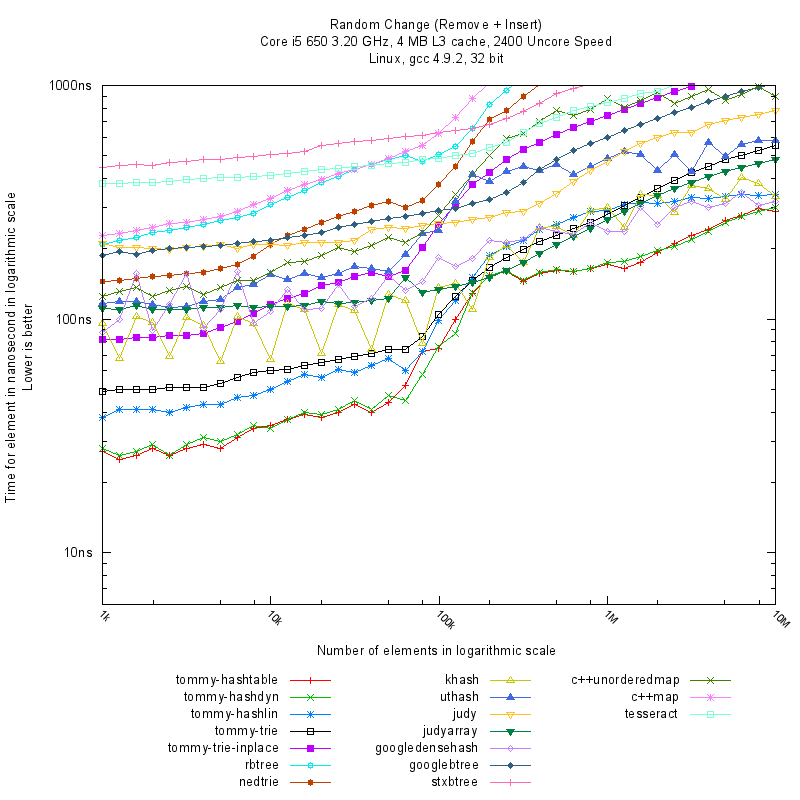 Random Change (Remove + Insert)
Core i5 650 3.20 GHz, 4 MB L3 cache, 2400 Uncore Speed
Linux, gcc 4.9.2, 32 bit
1000ns
100ns
10ns
Time for element in nanosecond in logarithmic scale
Lower is better
1k
10k
100k
1M
10M
Number of elements in logarithmic scale
tommy-hashtable
tommy-hashdyn
tommy-hashlin
tommy-trie
tommy-trie-inplace
rbtree
nedtrie
khash
uthash
judy
judyarray
googledensehash
googlebtree
stxbtree
c++unorderedmap
c++map
tesseract